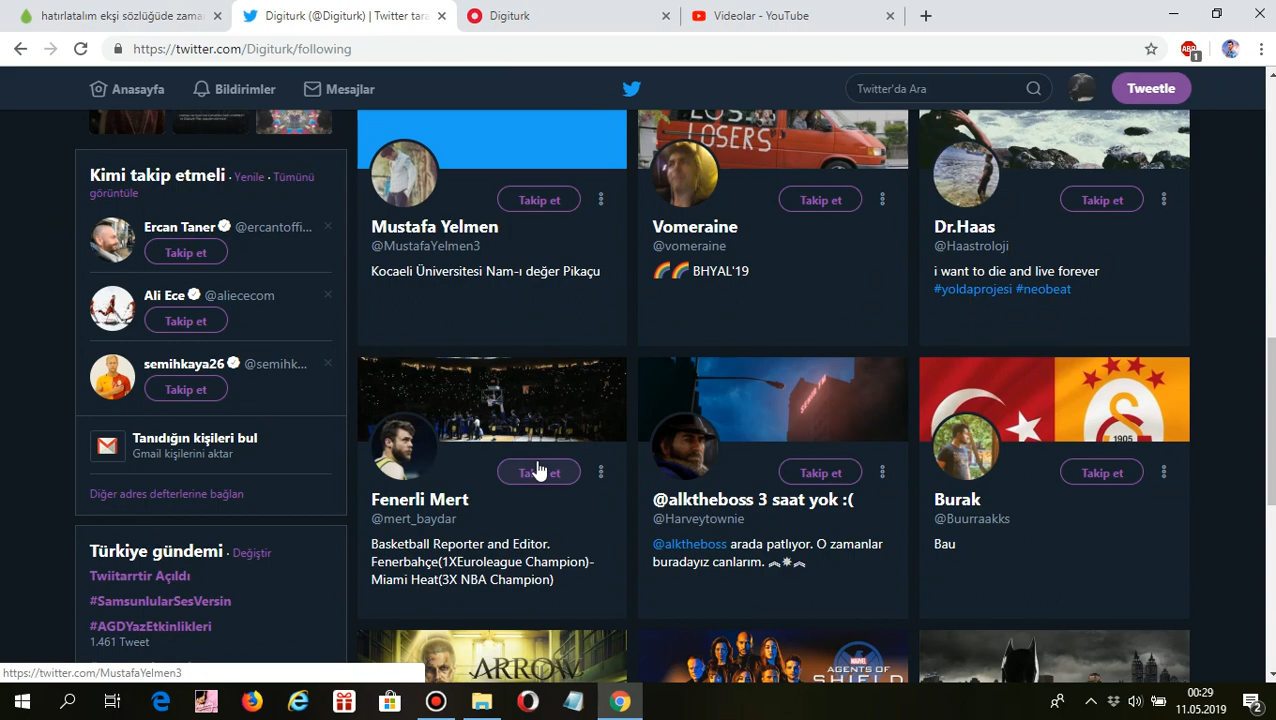 hatırlatalım ekşi sözlüğüde zama
Digiturk (@Digiturk) | Twitter tara
Digiturk
Videolar - YouTube
https://twitter.com/Digiturk/following
ABP
1
Anasayfa
Bildirimler
Mesajlar
Twitter'da Ara
Tweetle
Kimi takip etmeli · Yenile · Tümünü
görüntüle
Ercan Taner @ercantoffi...
Takip et
Ali Ece @aliececom
Takip et
semihkaya26 @semihk...
Takip et
Tanıdığın kişileri bul
Gmail kişilerini aktar
Diğer adres defterlerine bağlan
Türkiye gündemi · Değiştir
Twiitarrtir Açıldı
#SamsunlularSesVersin
#AGDYazEtkinlikleri
1.461 Tweet
Takip et
Mustafa Yelmen
@MustafaYelmen3
Kocaeli Üniversitesi Nam-ı değer Pikaçu
LOSERS
Takip et
Vomeraine
@vomeraine
🌈🌈 BHYAL'19
Takip et
Dr.Haas
@Haastroloji
i want to die and live forever
#yoldaprojesi #neobeat
Takip et
Fenerli Mert
@mert_baydar
Basketball Reporter and Editor.
Fenerbahçe(1XEuroleague Champion)-
Miami Heat(3X NBA Champion)
Takip et
@alktheboss 3 saat yok :(
@Harveytownie
@alktheboss arada patlıyor. O zamanlar
buradayız canlarım. ෴✵෴
1905
Takip et
Burak
@Buurraakks
Bau
ARROW
MARVEL
AGENTS OF
S.H.I.E.L.D
https://twitter.com/MustafaYelmen3
00:29
11.05.2019
2